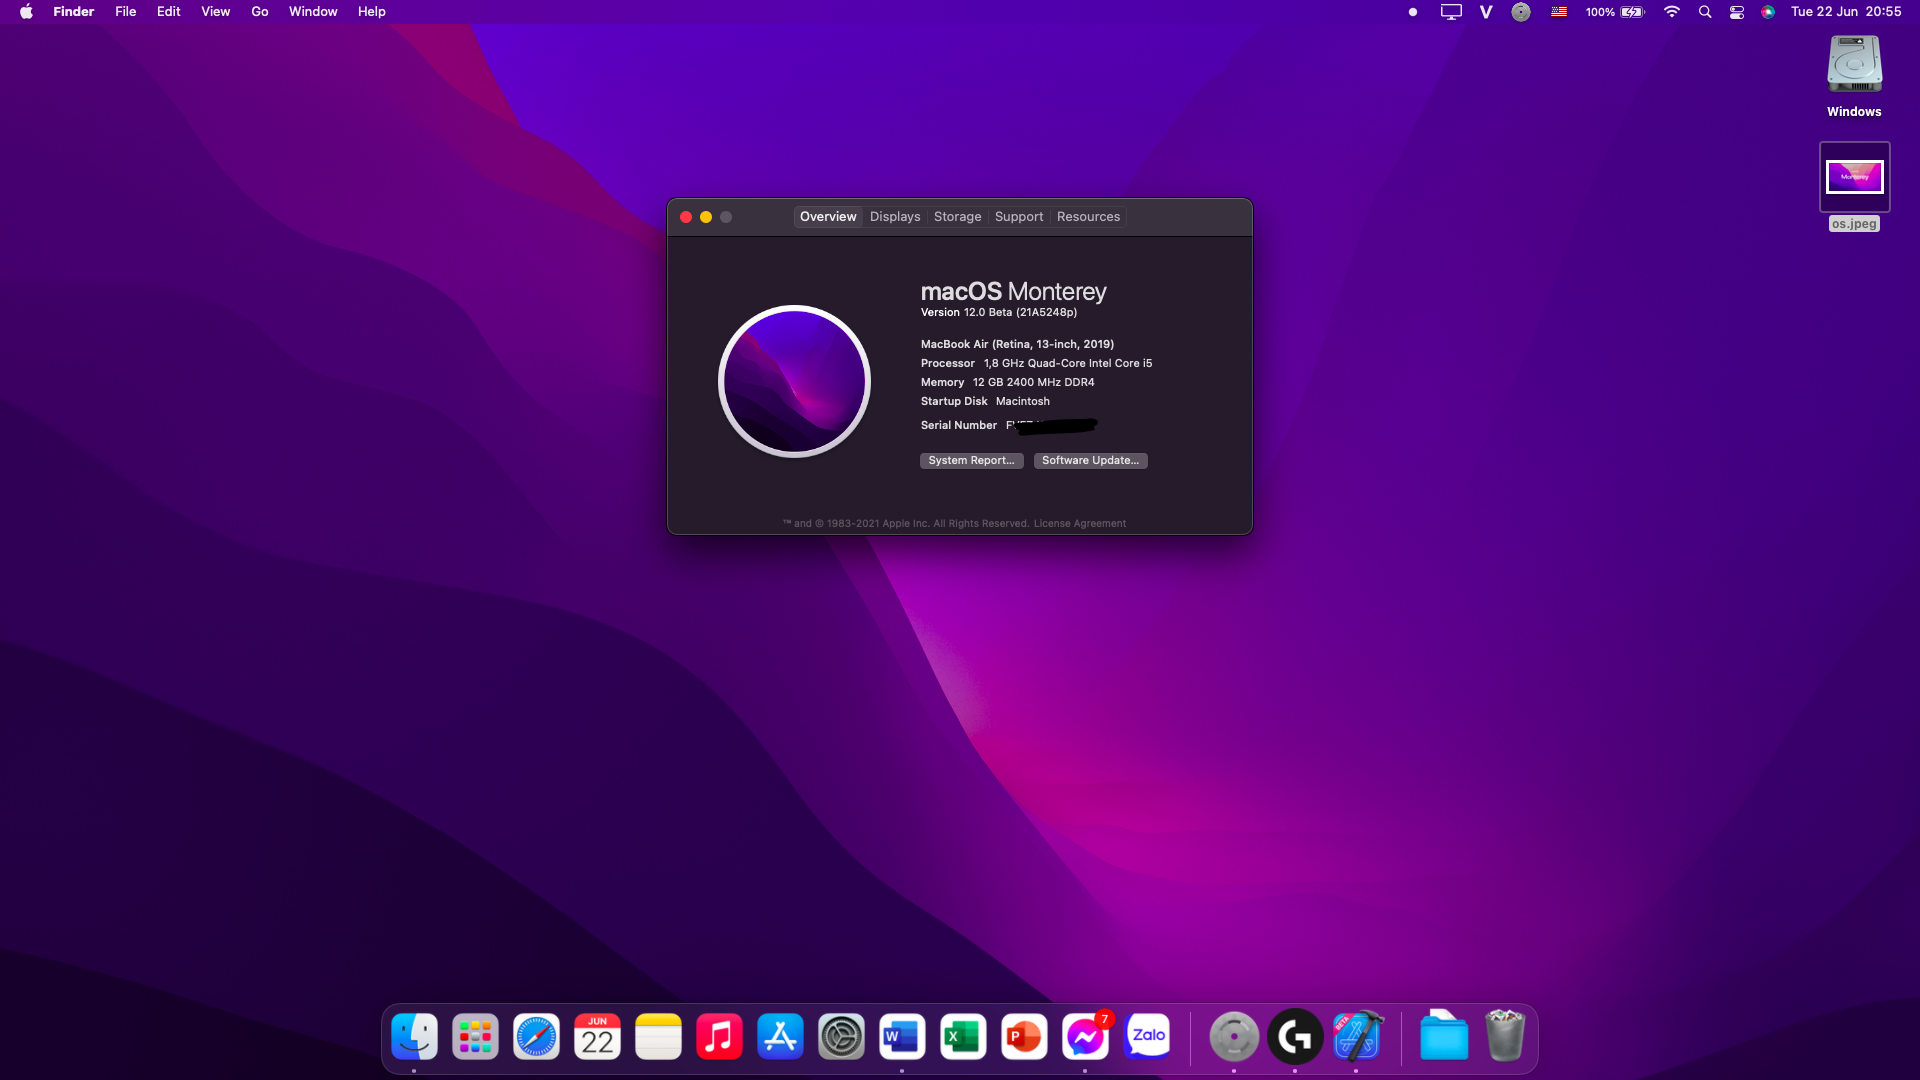 Finder File Edit View Go Window Help
V 100% Tue 22 Jun 20:55
Windows
Monterey
os.jpeg
Overview Displays Storage Support Resources
macOS Monterey
Version 12.0 Beta (21A5248p)
MacBook Air (Retina, 13-inch, 2019)
Processor 1,8 GHz Quad-Core Intel Core i5
Memory 12 GB 2400 MHz DDR4
Startup Disk Macintosh
Serial Number
System Report... Software Update...
™ and © 1983-2021 Apple Inc. All Rights Reserved. License Agreement
JUN
22
W
X
P
7
Zalo
G
BETA